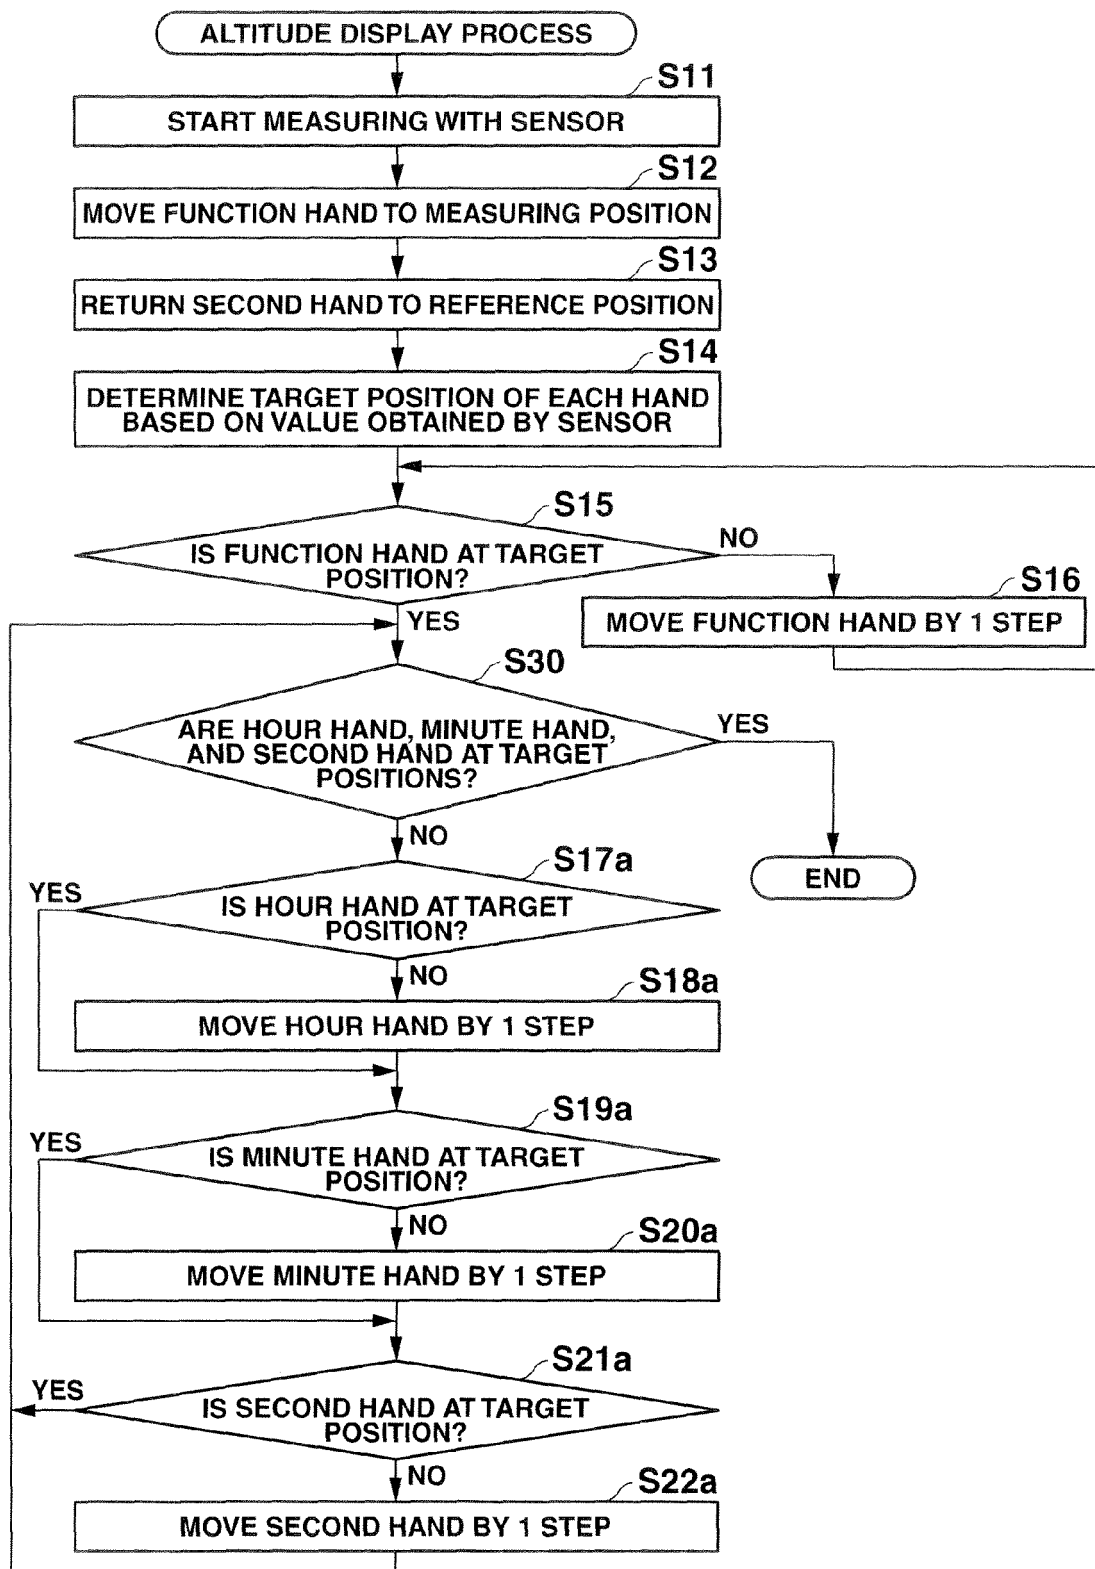 ALTITUDE DISPLAY PROCESS
S11
START MEASURING WITH SENSOR
S12
MOVE FUNCTION HAND TO MEASURING POSITION
S13
RETURN SECOND HAND TO REFERENCE POSITION
S14
DETERMINE TARGET POSITION OF EACH HAND
BASED ON VALUE OBTAINED BY SENSOR
S15
IS FUNCTION HAND AT TARGET
POSITION?
NO
S16
MOVE FUNCTION HAND BY 1 STEP
YES
S30
ARE HOUR HAND, MINUTE HAND,
AND SECOND HAND AT TARGET
POSITIONS?
YES
END
NO
S17a
YES
IS HOUR HAND AT TARGET
POSITION?
NO
S18a
MOVE HOUR HAND BY 1 STEP
S19a
YES
IS MINUTE HAND AT TARGET
POSITION?
NO
S20a
MOVE MINUTE HAND BY 1 STEP
S21a
YES
IS SECOND HAND AT TARGET
POSITION?
NO
S22a
MOVE SECOND HAND BY 1 STEP